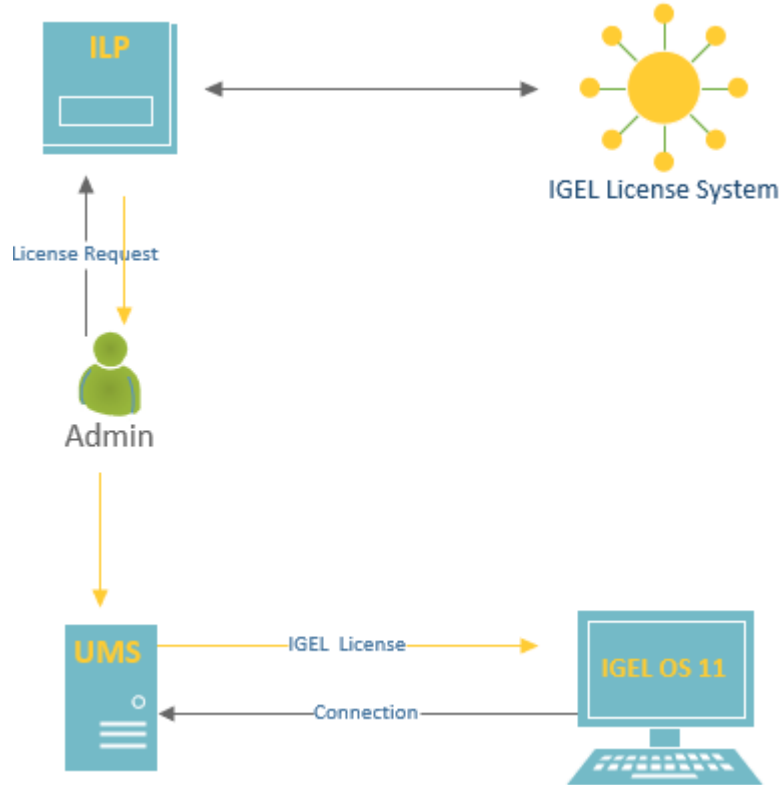 ILP
IGEL License System
License Request
Admin
UMS
IGEL License
IGEL OS 11
Connection